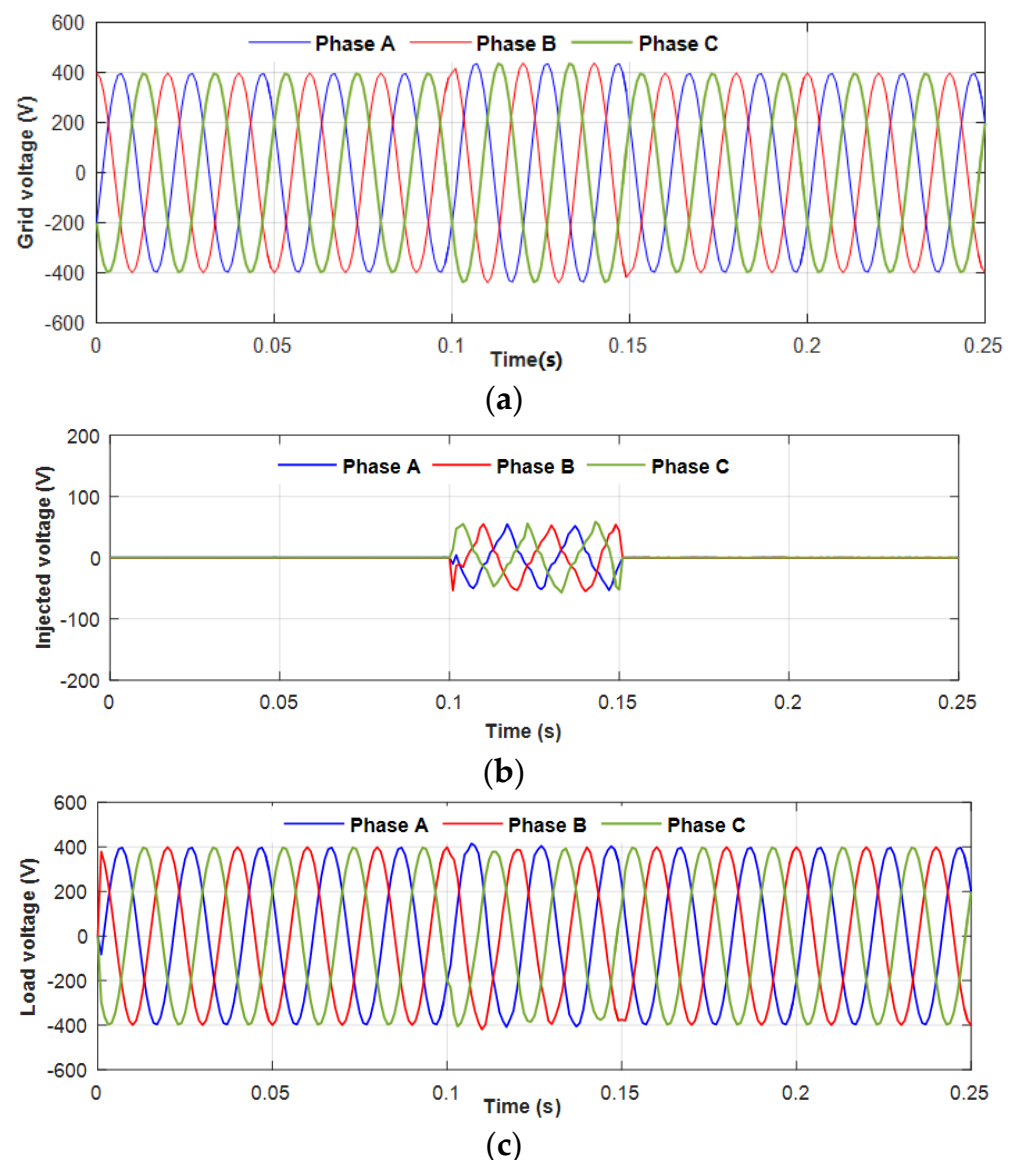 600
400
200
0
-200
-400
-600
Grid voltage (V)
Phase A Phase B Phase C
0 0.05 0.1 0.15 0.2 0.25
Time(s)
(a)
200
100
0
-100
-200
Injected voltage (V)
Phase A Phase B Phase C
0 0.05 0.1 0.15 0.2 0.25
Time (s)
(b)
600
400
200
0
-200
-400
-600
Load voltage (V)
Phase A Phase B Phase C
0 0.05 0.1 0.15 0.2 0.25
Time (s)
(c)